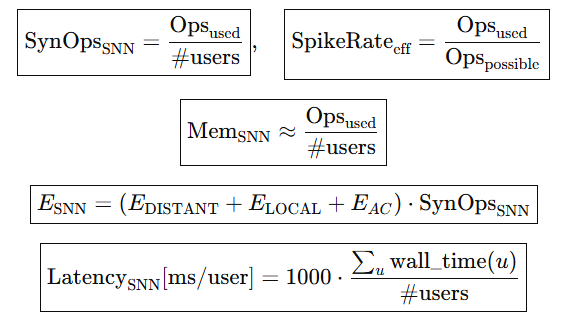 SynOps_SNN = Ops_used / #users, SpikeRate_eff = Ops_used / Ops_possible
Mem_SNN ≈ Ops_used / #users
E_SNN = (E_DISTANT + E_LOCAL + E_AC) · SynOps_SNN
Latency_SNN[ms/user] = 1000 · ∑_u wall_time(u) / #users